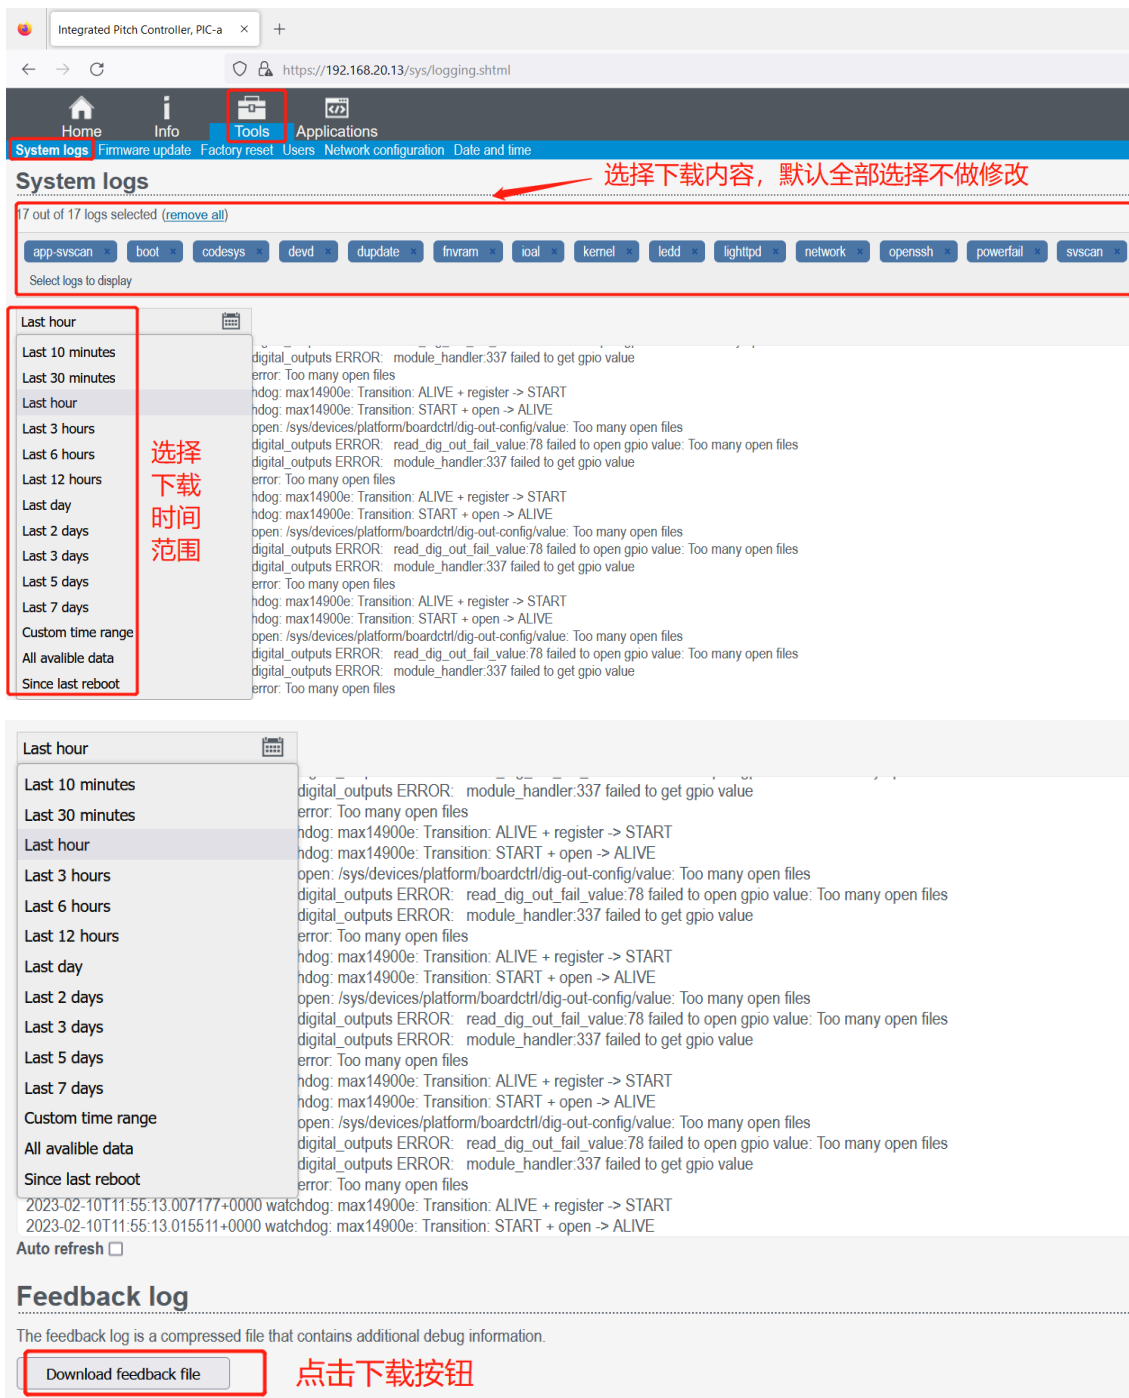 Integrated Pitch Controller, PIC-a
https://192.168.20.13/sys/logging.shtml
Home Info Tools Applications
System logs Firmware update Factory reset Users Network configuration Date and time
System logs
选择下载内容，默认全部选择不做修改
17 out of 17 logs selected (remove all)
app-svscan × boot × codesys × devd × dupdate × fnvram × ioal × kernel × ledd × lighttpd × network × openssh × powerfail × svscan ×
Select logs to display
Last hour
Last 10 minutes
Last 30 minutes
Last hour
Last 3 hours
Last 6 hours
Last 12 hours
Last day
Last 2 days
Last 3 days
Last 5 days
Last 7 days
Custom time range
All avalible data
Since last reboot
选择
下载
时间
范围
digital_outputs ERROR: module_handler:337 failed to get gpio value
error: Too many open files
hdog: max14900e: Transition: ALIVE + register -> START
hdog: max14900e: Transition: START + open -> ALIVE
open: /sys/devices/platform/boardctrl/dig-out-config/value: Too many open files
digital_outputs ERROR: read_dig_out_fail_value:78 failed to open gpio value: Too many open files
digital_outputs ERROR: module_handler:337 failed to get gpio value
error: Too many open files
hdog: max14900e: Transition: ALIVE + register -> START
hdog: max14900e: Transition: START + open -> ALIVE
open: /sys/devices/platform/boardctrl/dig-out-config/value: Too many open files
digital_outputs ERROR: read_dig_out_fail_value:78 failed to open gpio value: Too many open files
digital_outputs ERROR: module_handler:337 failed to get gpio value
error: Too many open files
hdog: max14900e: Transition: ALIVE + register -> START
hdog: max14900e: Transition: START + open -> ALIVE
open: /sys/devices/platform/boardctrl/dig-out-config/value: Too many open files
digital_outputs ERROR: read_dig_out_fail_value:78 failed to open gpio value: Too many open files
digital_outputs ERROR: module_handler:337 failed to get gpio value
error: Too many open files
Last hour
Last 10 minutes
Last 30 minutes
Last hour
Last 3 hours
Last 6 hours
Last 12 hours
Last day
Last 2 days
Last 3 days
Last 5 days
Last 7 days
Custom time range
All avalible data
Since last reboot
digital_outputs ERROR: module_handler:337 failed to get gpio value
error: Too many open files
hdog: max14900e: Transition: ALIVE + register -> START
hdog: max14900e: Transition: START + open -> ALIVE
open: /sys/devices/platform/boardctrl/dig-out-config/value: Too many open files
digital_outputs ERROR: read_dig_out_fail_value:78 failed to open gpio value: Too many open files
digital_outputs ERROR: module_handler:337 failed to get gpio value
error: Too many open files
hdog: max14900e: Transition: ALIVE + register -> START
hdog: max14900e: Transition: START + open -> ALIVE
open: /sys/devices/platform/boardctrl/dig-out-config/value: Too many open files
digital_outputs ERROR: read_dig_out_fail_value:78 failed to open gpio value: Too many open files
digital_outputs ERROR: module_handler:337 failed to get gpio value
error: Too many open files
hdog: max14900e: Transition: ALIVE + register -> START
hdog: max14900e: Transition: START + open -> ALIVE
open: /sys/devices/platform/boardctrl/dig-out-config/value: Too many open files
digital_outputs ERROR: read_dig_out_fail_value:78 failed to open gpio value: Too many open files
digital_outputs ERROR: module_handler:337 failed to get gpio value
error: Too many open files
2023-02-10T11:55:13.007177+0000 watchdog: max14900e: Transition: ALIVE + register -> START
2023-02-10T11:55:13.015511+0000 watchdog: max14900e: Transition: START + open -> ALIVE
Auto refresh
Feedback log
The feedback log is a compressed file that contains additional debug information.
Download feedback file
点击下载按钮